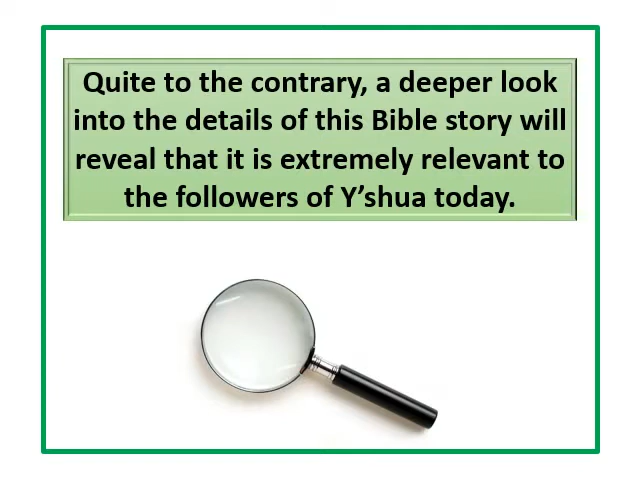 Quite to the contrary, a deeper look
into the details of this Bible story will
reveal that it is extremely relevant to
the followers of Y’shua today.